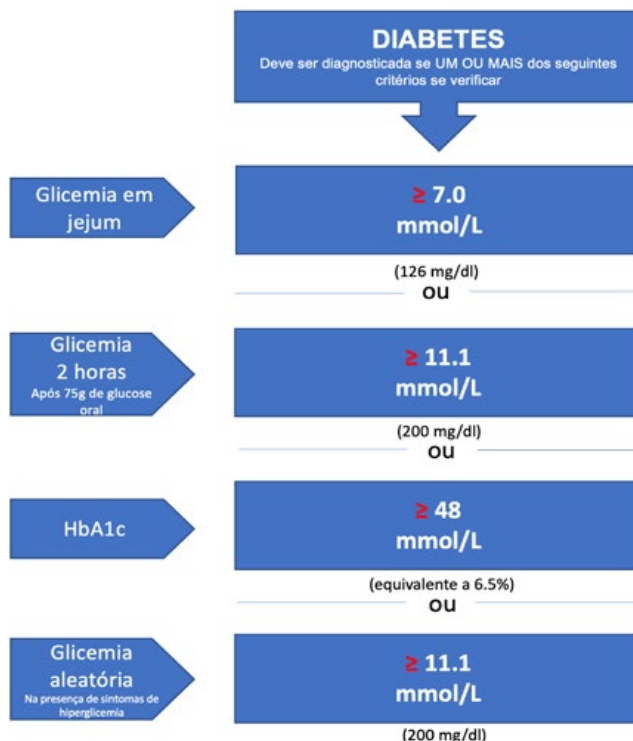 DIABETES
Deve ser diagnosticada se UM OU MAIS dos seguintes
critérios se verificar
Glicemia em
jejum
≥ 7.0
mmol/L
(126 mg/dl)
ou
Glicemia
2 horas
Após 75g de glucose
oral
≥ 11.1
mmol/L
(200 mg/dl)
ou
HbA1c
≥ 48
mmol/L
(equivalente a 6.5%)
ou
Glicemia
aleatória
Na presença de sintomas de
hiperglicemia
≥ 11.1
mmol/L
(200 mg/dl)